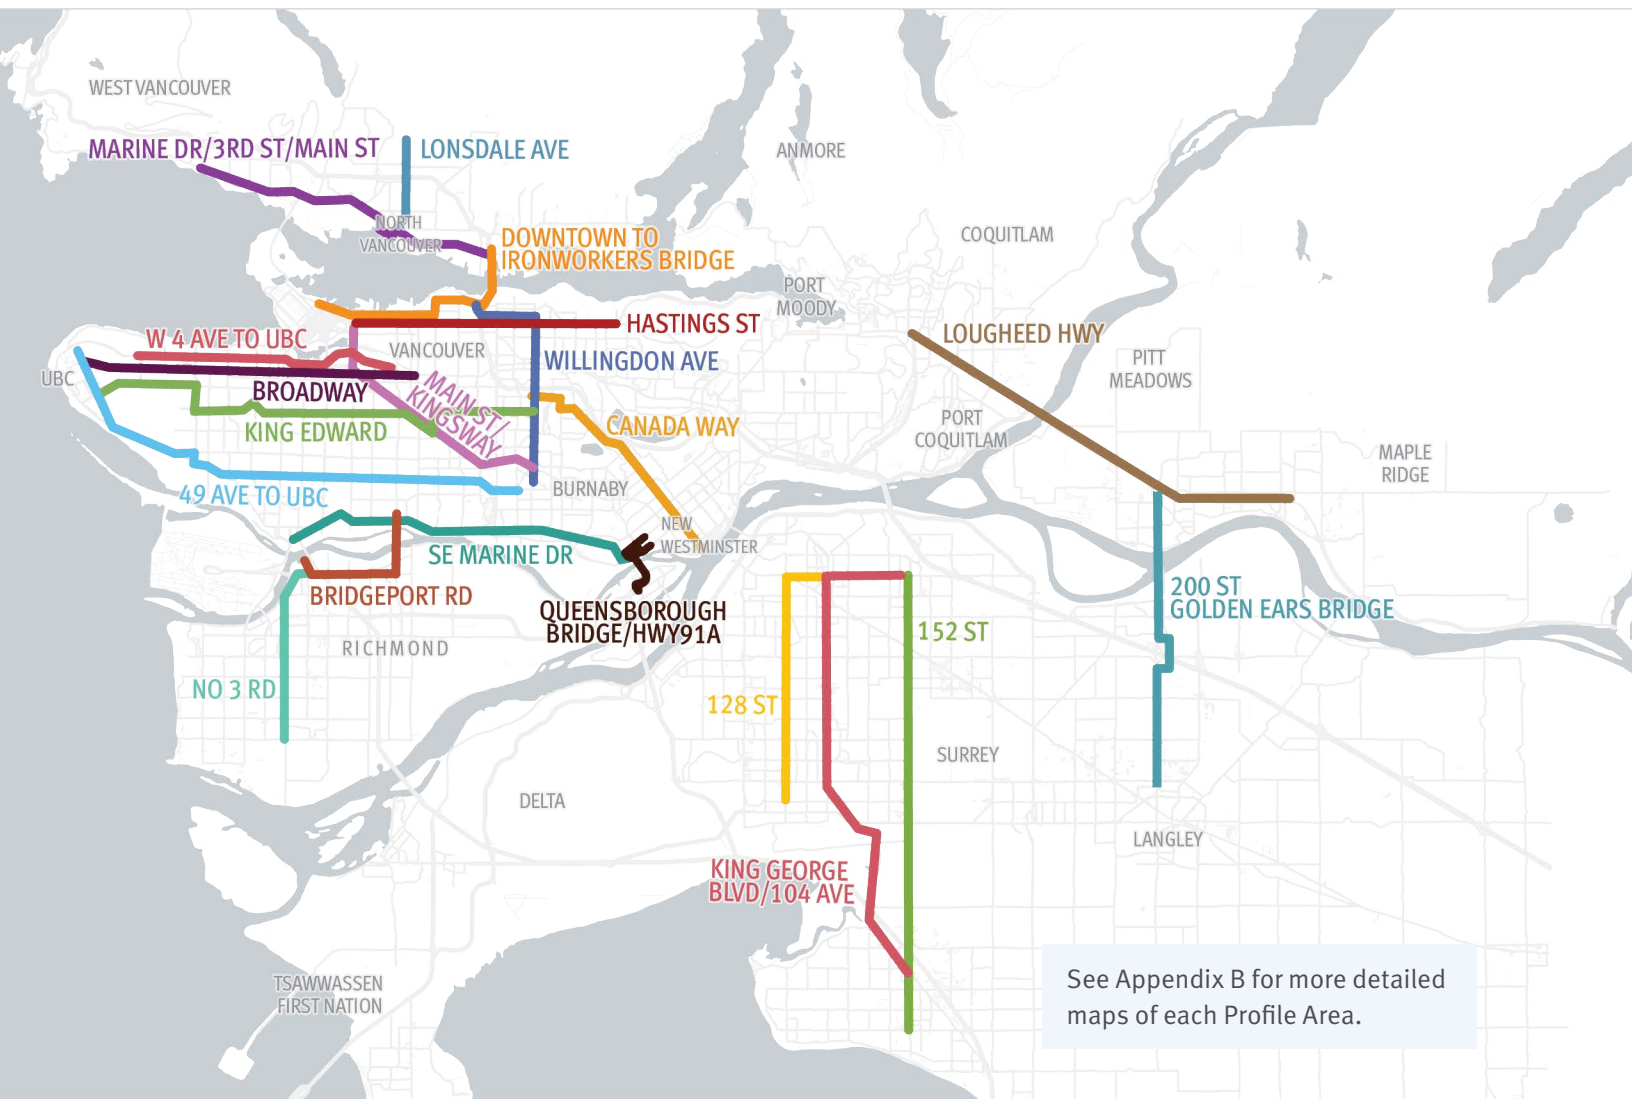 WEST VANCOUVER
MARINE DR/3RD ST/MAIN ST
LONSDALE AVE
ANMORE
NORTH
VANCOUVER
DOWNTOWN TO
IRONWORKERS BRIDGE
COQUITLAM
PORT
MOODY
W 4 AVE TO UBC
HASTINGS ST
LOUGHEED HWY
VANCOUVER
WILLINGDON AVE
PITT
MEADOWS
UBC
BROADWAY
MAIN ST/
KINGSWAY
KING EDWARD
CANADA WAY
PORT
COQUITLAM
MAPLE
RIDGE
49 AVE TO UBC
BURNABY
NEW
WESTMINSTER
SE MARINE DR
BRIDGEPORT RD
QUEENSBOROUGH
BRIDGE/HWY91A
200 ST
GOLDEN EARS BRIDGE
152 ST
RICHMOND
NO 3 RD
128 ST
SURREY
DELTA
LANGLEY
KING GEORGE
BLVD/104 AVE
TSAWWASSEN
FIRST NATION
See Appendix B for more detailed
maps of each Profile Area.